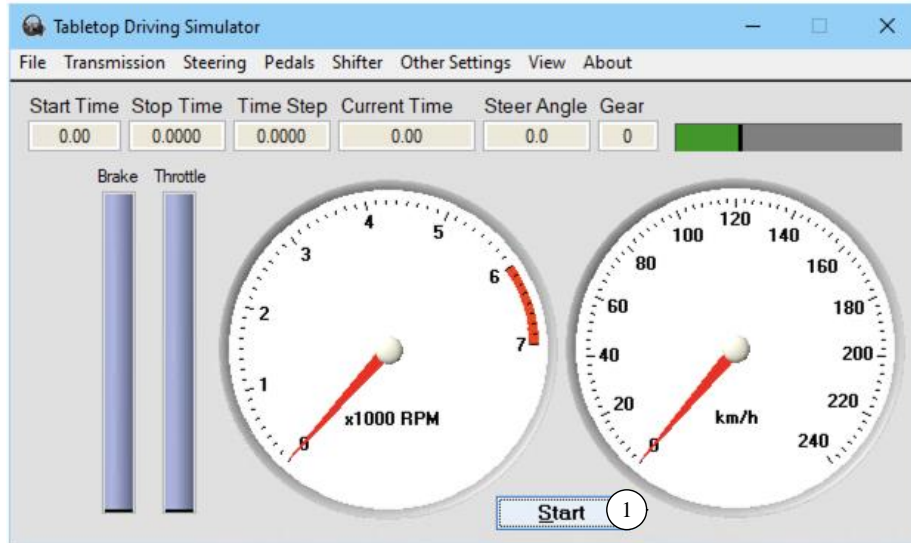 Tabletop Driving Simulator
File Transmission Steering Pedals Shifter Other Settings View About
Start Time Stop Time Time Step Current Time Steer Angle Gear
0.00 0.0000 0.0000 0.00 0.0 0
Brake Throttle
0 1 2 3 4 5 6 7
x1000 RPM
0 20 40 60 80 100 120 140 160 180 200 220 240
km/h
Start 1